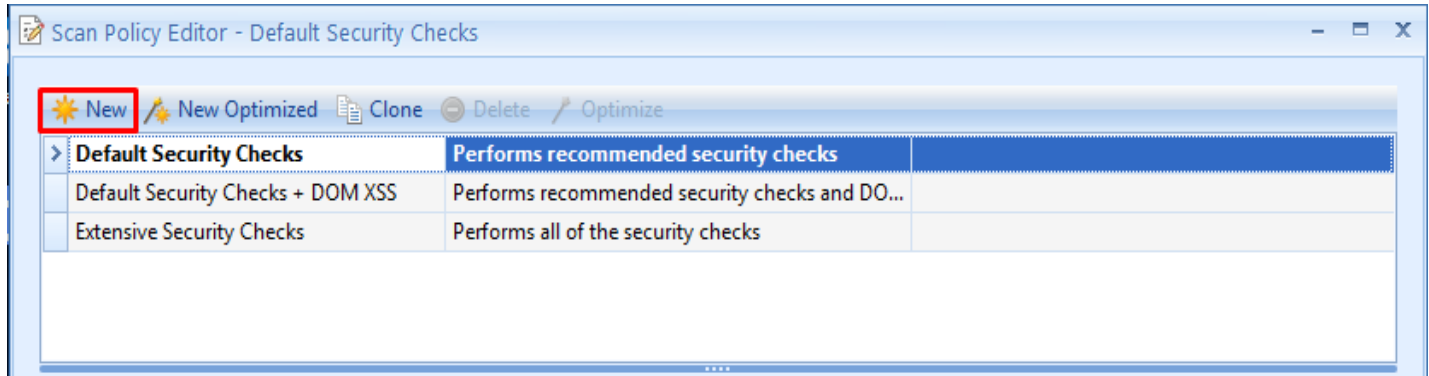 Scan Policy Editor - Default Security Checks
New New Optimized Clone Delete Optimize
Default Security Checks Performs recommended security checks
Default Security Checks + DOM XSS Performs recommended security checks and DO...
Extensive Security Checks Performs all of the security checks